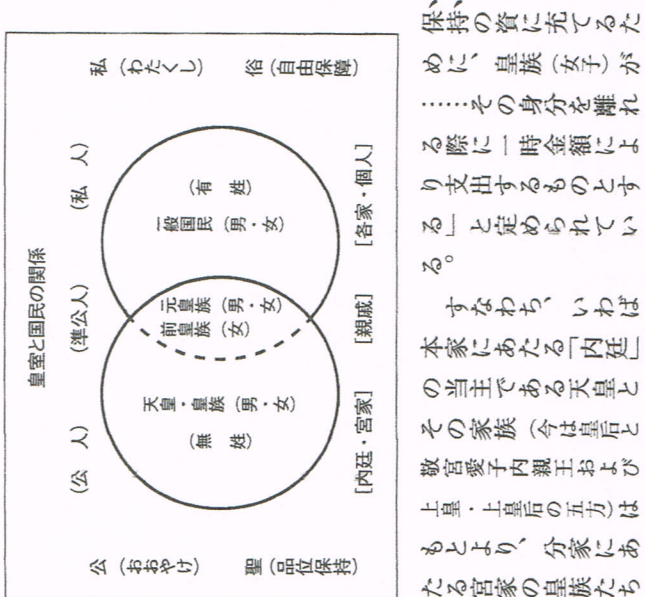 皇室と国民の関係
公（おおやけ）
私（わたくし）
聖（品位保持）
俗（自由保障）
（公　人）
（準公人）
（私　人）
天皇・皇族（男・女）
（無　姓）
元皇族（男・女）
前皇族（女）
一般国民（男・女）
（有　姓）
［内廷・宮家］
［親戚］
［各家・個人］
保持の資に充てるた
めに、皇族（女子）が
……その身分を離れ
る際に一時金額によ
り支出するものとす
る」と定められてい
る。
すなわち、いわば
本家にあたる「内廷」
の当主である天皇と
その家族（今は皇后と
敬宮愛子内親王および
上皇・上皇后の五方）は
もとより、分家にあ
たる宮家の皇族たち